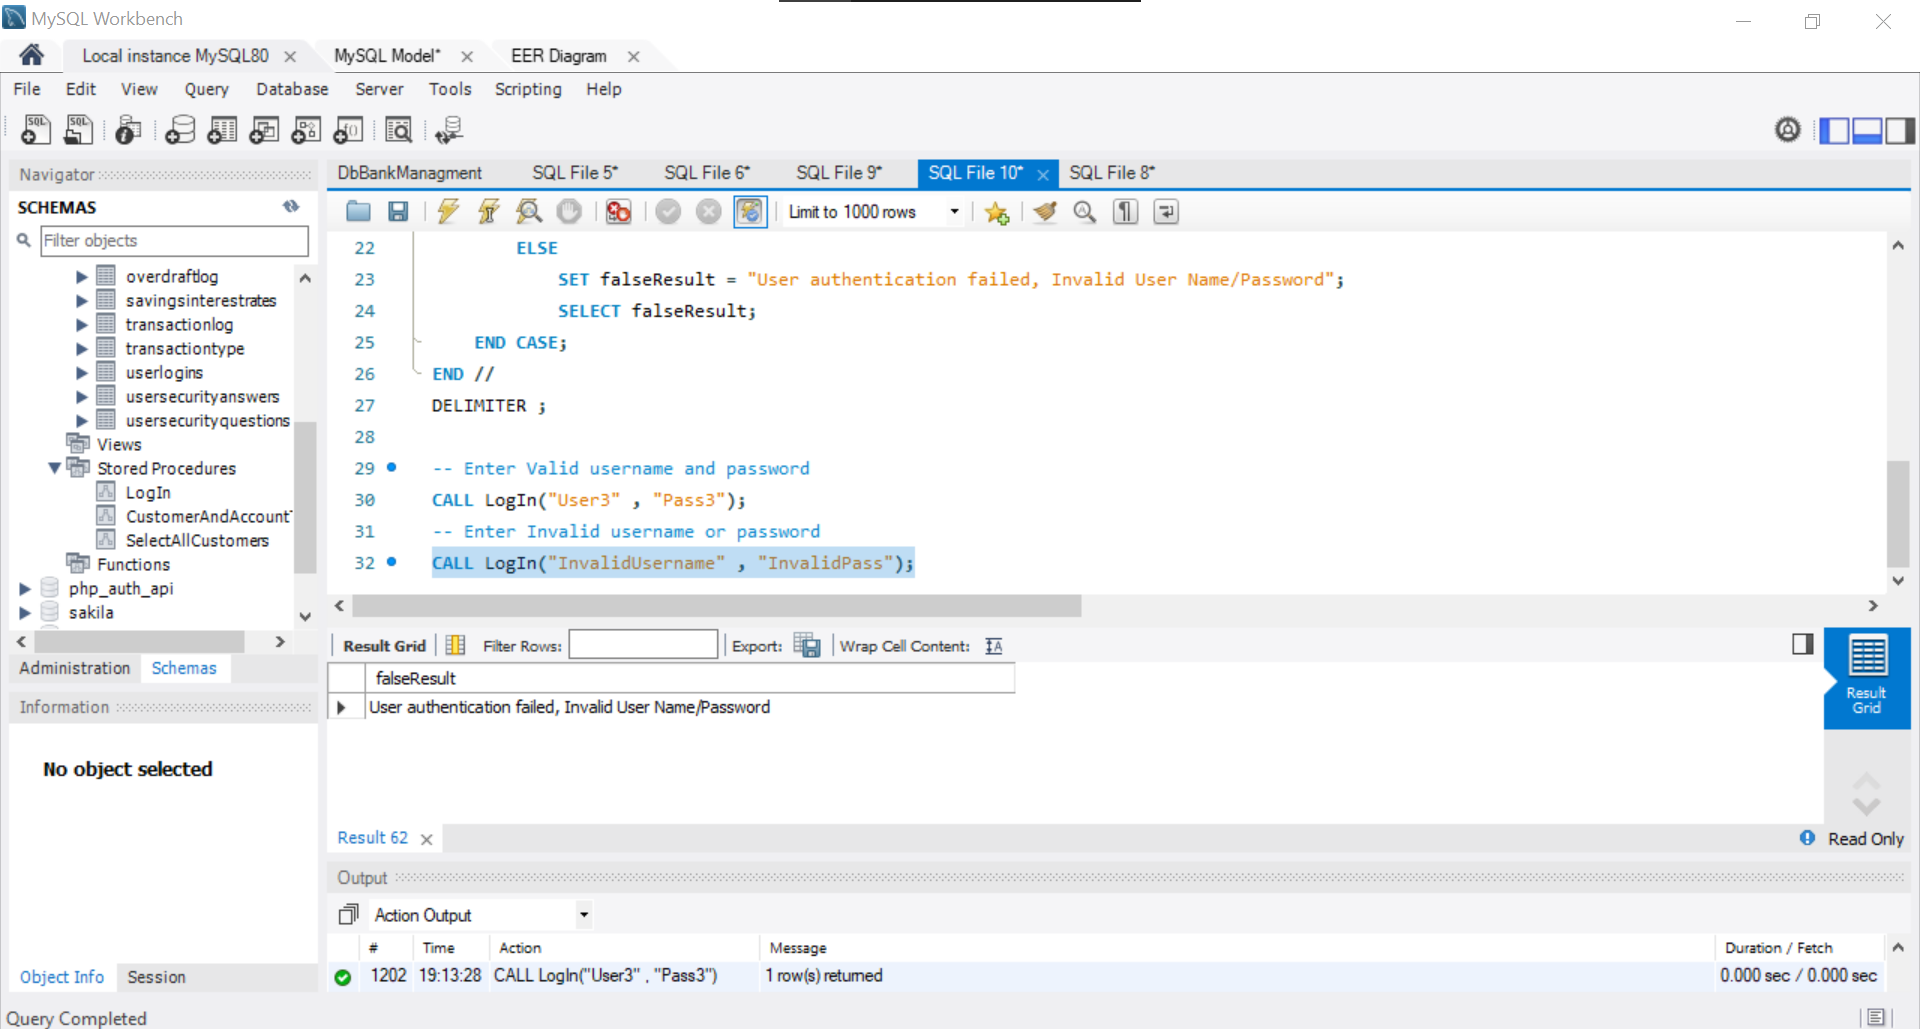 MySQL Workbench
Local instance MySQL80
MySQL Model*
EER Diagram
File Edit View Query Database Server Tools Scripting Help
Navigator
SCHEMAS
Filter objects
overdraftlog
savingsinterestrates
transactionlog
transactiontype
userlogins
usersecurityanswers
usersecurityquestions
Views
Stored Procedures
LogIn
CustomerAndAccount
SelectAllCustomers
Functions
php_auth_api
sakila
Administration Schemas
Information
No object selected
Object Info Session
DbBankManagment SQL File 5* SQL File 6* SQL File 9* SQL File 10* SQL File 8*
Limit to 1000 rows
22 ELSE
23 SET falseResult = "User authentication failed, Invalid User Name/Password";
24 SELECT falseResult;
25 END CASE;
26 END //
27 DELIMITER ;
28
29 -- Enter Valid username and password
30 CALL LogIn("User3" , "Pass3");
31 -- Enter Invalid username or password
32 CALL LogIn("InvalidUsername" , "InvalidPass");
Result Grid Filter Rows: Export: Wrap Cell Content:
falseResult
User authentication failed, Invalid User Name/Password
Result
Grid
Result 62
Read Only
Output
Action Output
# Time Action Message Duration / Fetch
1202 19:13:28 CALL LogIn("User3" , "Pass3") 1 row(s) returned 0.000 sec / 0.000 sec
Query Completed